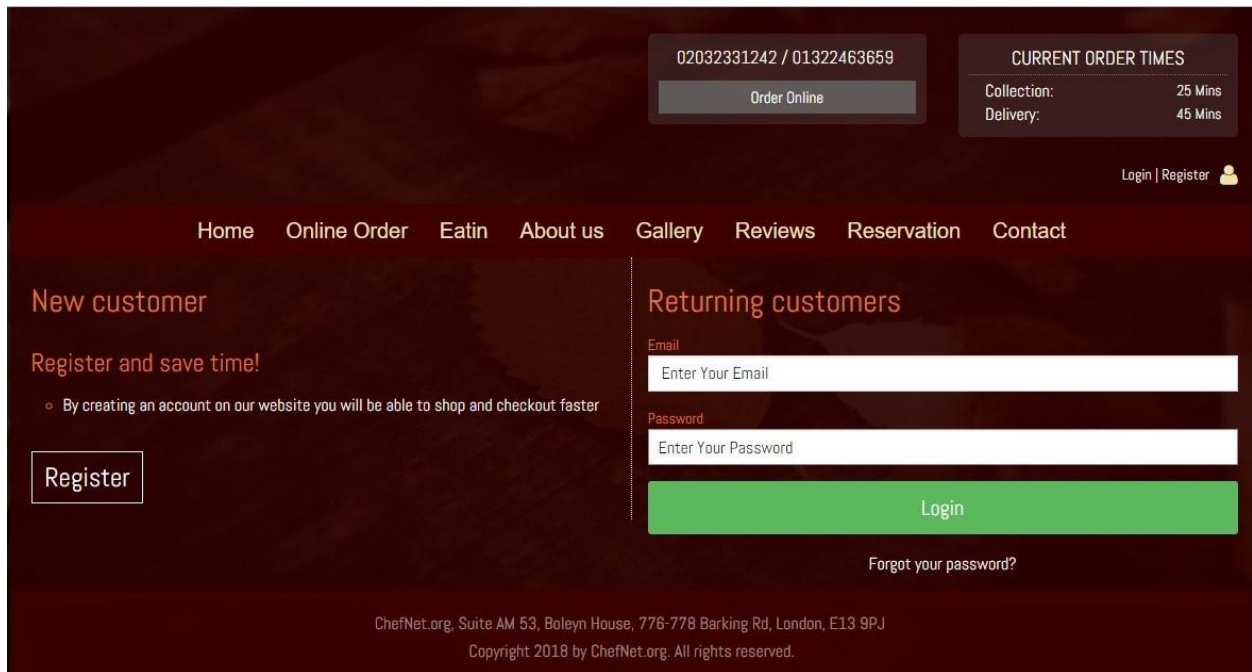 02032331242 / 01322463659
Order Online
CURRENT ORDER TIMES
Collection: 25 Mins
Delivery: 45 Mins
Login | Register
Home Online Order Eatin About us Gallery Reviews Reservation Contact
New customer
Register and save time!
By creating an account on our website you will be able to shop and checkout faster
Register
Returning customers
Email
Enter Your Email
Password
Enter Your Password
Login
Forgot your password?
ChefNet.org, Suite AM 53, Boleyn House, 776-778 Barking Rd, London, E13 9PJ
Copyright 2018 by ChefNet.org. All rights reserved.